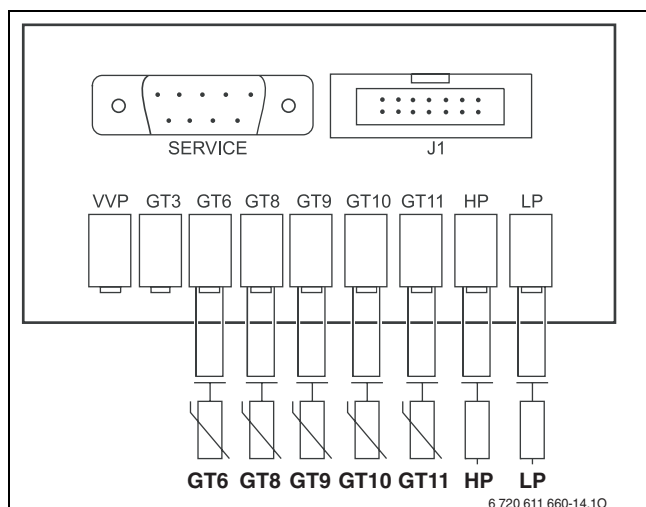 SERVICE J1
VVP GT3 GT6 GT8 GT9 GT10 GT11 HP LP
GT6 GT8 GT9 GT10 GT11 HP LP
6 720 611 660-14.1O